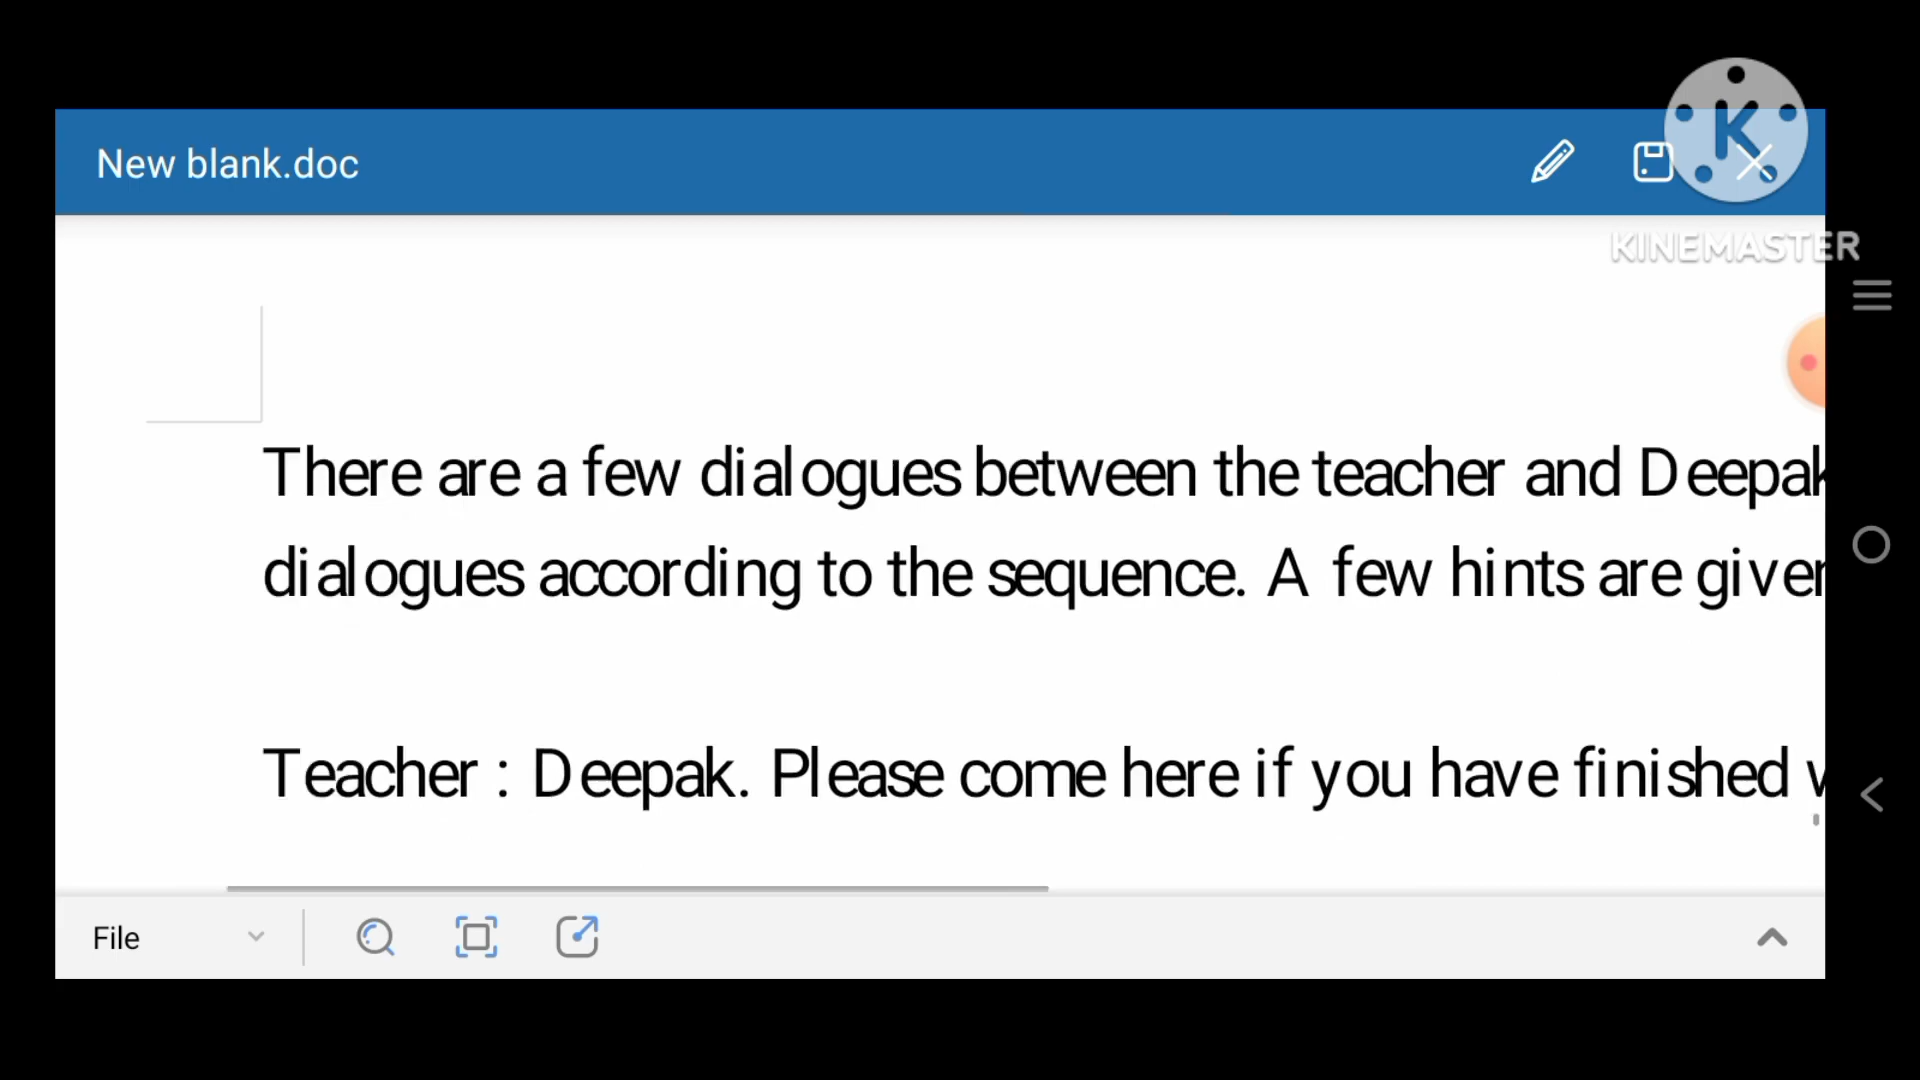 New blank.doc
KINEMASTER
There are a few dialogues between the teacher and Deepak
dialogues according to the sequence. A few hints are given
Teacher : Deepak. Please come here if you have finished
File